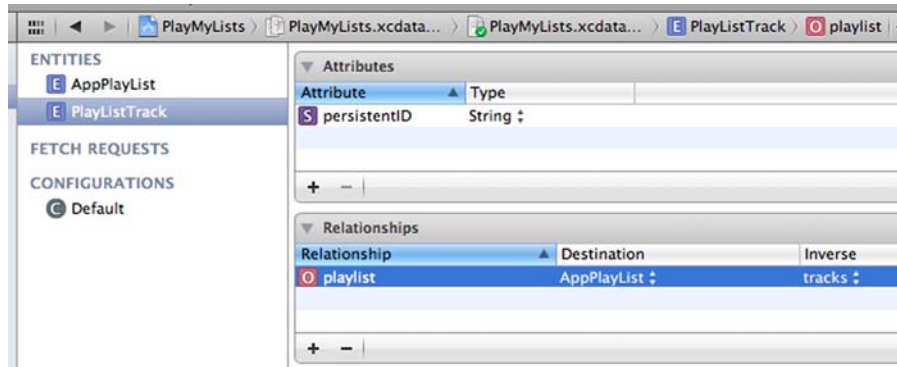 PlayMyLists PlayMyLists.xcdata... PlayMyLists.xcdata... E PlayListTrack O playlist
ENTITIES
E AppPlayList
E PlayListTrack
FETCH REQUESTS
CONFIGURATIONS
C Default
Attributes
Attribute Type
S persistentID String
+ −
Relationships
Relationship Destination Inverse
O playlist AppPlayList tracks
+ −